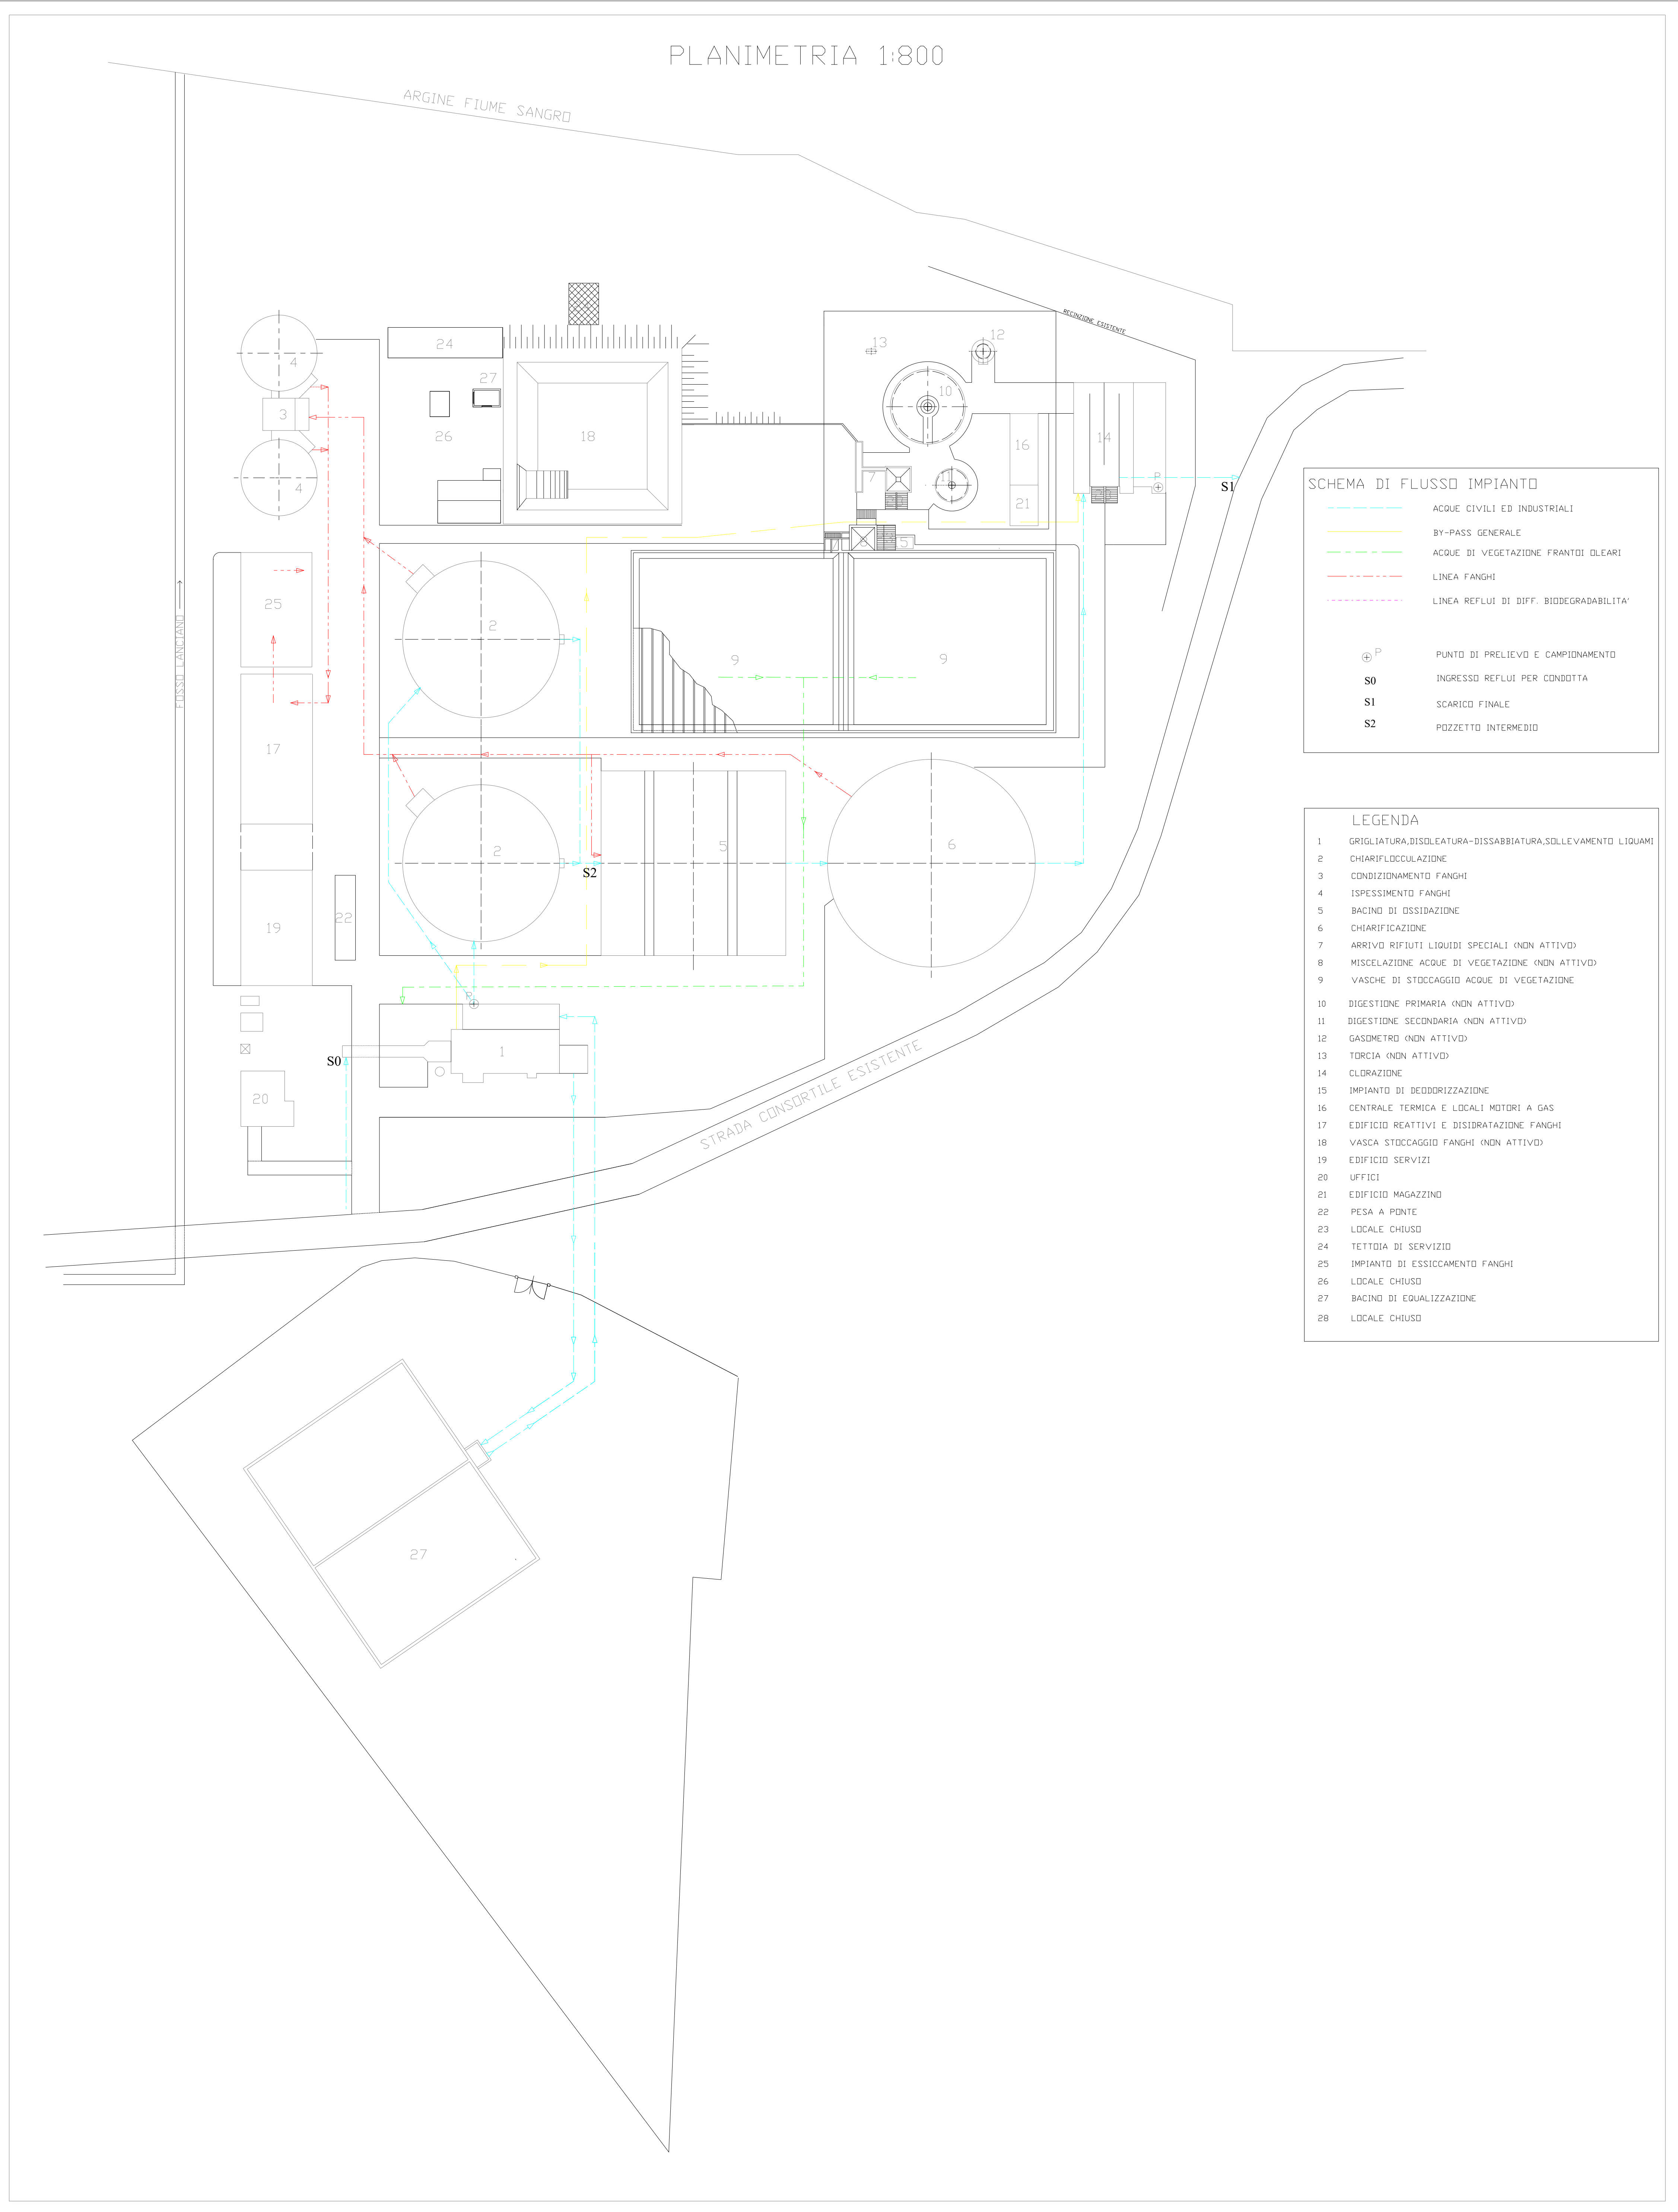 PLANIMETRIA 1:800
ARGINE FIUME SANGRO
RECINZIONE ESISTENTE
FOSSO LANCIANO
STRADA CONSORTILE ESISTENTE
4
3
4
24
27
26
18
13
12
10
16
14
7
11
21
P
S1
5
25
2
9
9
17
2
S2
5
6
19
22
P
S0
1
20
27
SCHEMA DI FLUSSO IMPIANTO
ACQUE CIVILI ED INDUSTRIALI
BY-PASS GENERALE
ACQUE DI VEGETAZIONE FRANTOI OLEARI
LINEA FANGHI
LINEA REFLUI DI DIFF. BIODEGRADABILITA'
P PUNTO DI PRELIEVO E CAMPIONAMENTO
S0 INGRESSO REFLUI PER CONDOTTA
S1 SCARICO FINALE
S2 POZZETTO INTERMEDIO
LEGENDA
1 GRIGLIATURA,DISOLEATURA-DISSABBIATURA,SOLLEVAMENTO LIQUAMI
2 CHIARIFLOCCULAZIONE
3 CONDIZIONAMENTO FANGHI
4 ISPESSIMENTO FANGHI
5 BACINO DI OSSIDAZIONE
6 CHIARIFICAZIONE
7 ARRIVO RIFIUTI LIQUIDI SPECIALI (NON ATTIVO)
8 MISCELAZIONE ACQUE DI VEGETAZIONE (NON ATTIVO)
9 VASCHE DI STOCCAGGIO ACQUE DI VEGETAZIONE
10 DIGESTIONE PRIMARIA (NON ATTIVO)
11 DIGESTIONE SECONDARIA (NON ATTIVO)
12 GASOMETRO (NON ATTIVO)
13 TORCIA (NON ATTIVO)
14 CLORAZIONE
15 IMPIANTO DI DEODORIZZAZIONE
16 CENTRALE TERMICA E LOCALI MOTORI A GAS
17 EDIFICIO REATTIVI E DISIDRATAZIONE FANGHI
18 VASCA STOCCAGGIO FANGHI (NON ATTIVO)
19 EDIFICIO SERVIZI
20 UFFICI
21 EDIFICIO MAGAZZINO
22 PESA A PONTE
23 LOCALE CHIUSO
24 TETTOIA DI SERVIZIO
25 IMPIANTO DI ESSICCAMENTO FANGHI
26 LOCALE CHIUSO
27 BACINO DI EQUALIZZAZIONE
28 LOCALE CHIUSO